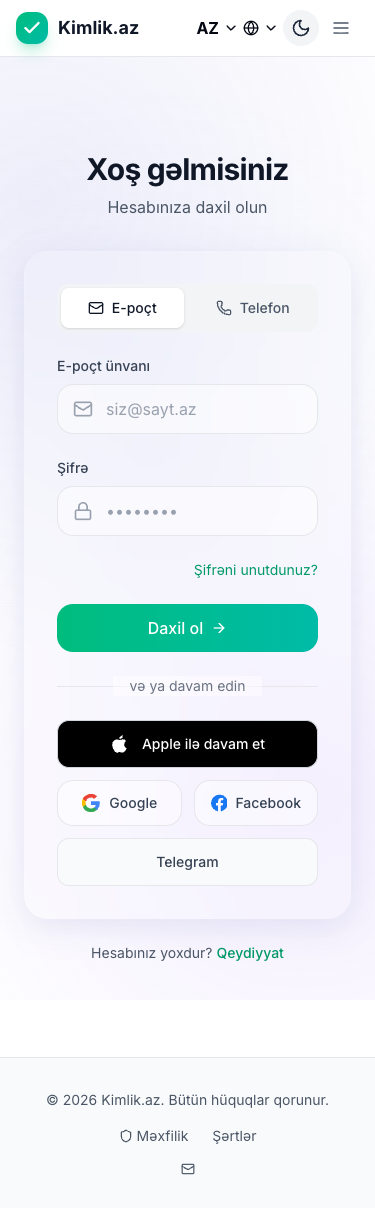 Kimlik.az
AZ
Xoş gəlmisiniz
Hesabınıza daxil olun
E-poçt
Telefon
E-poçt ünvanı
siz@sayt.az
Şifrə
••••••••
Şifrəni unutdunuz?
Daxil ol →
və ya davam edin
Apple ilə davam et
Google
Facebook
Telegram
Hesabınız yoxdur? Qeydiyyat
© 2026 Kimlik.az. Bütün hüquqlar qorunur.
Məxfilik
Şərtlər